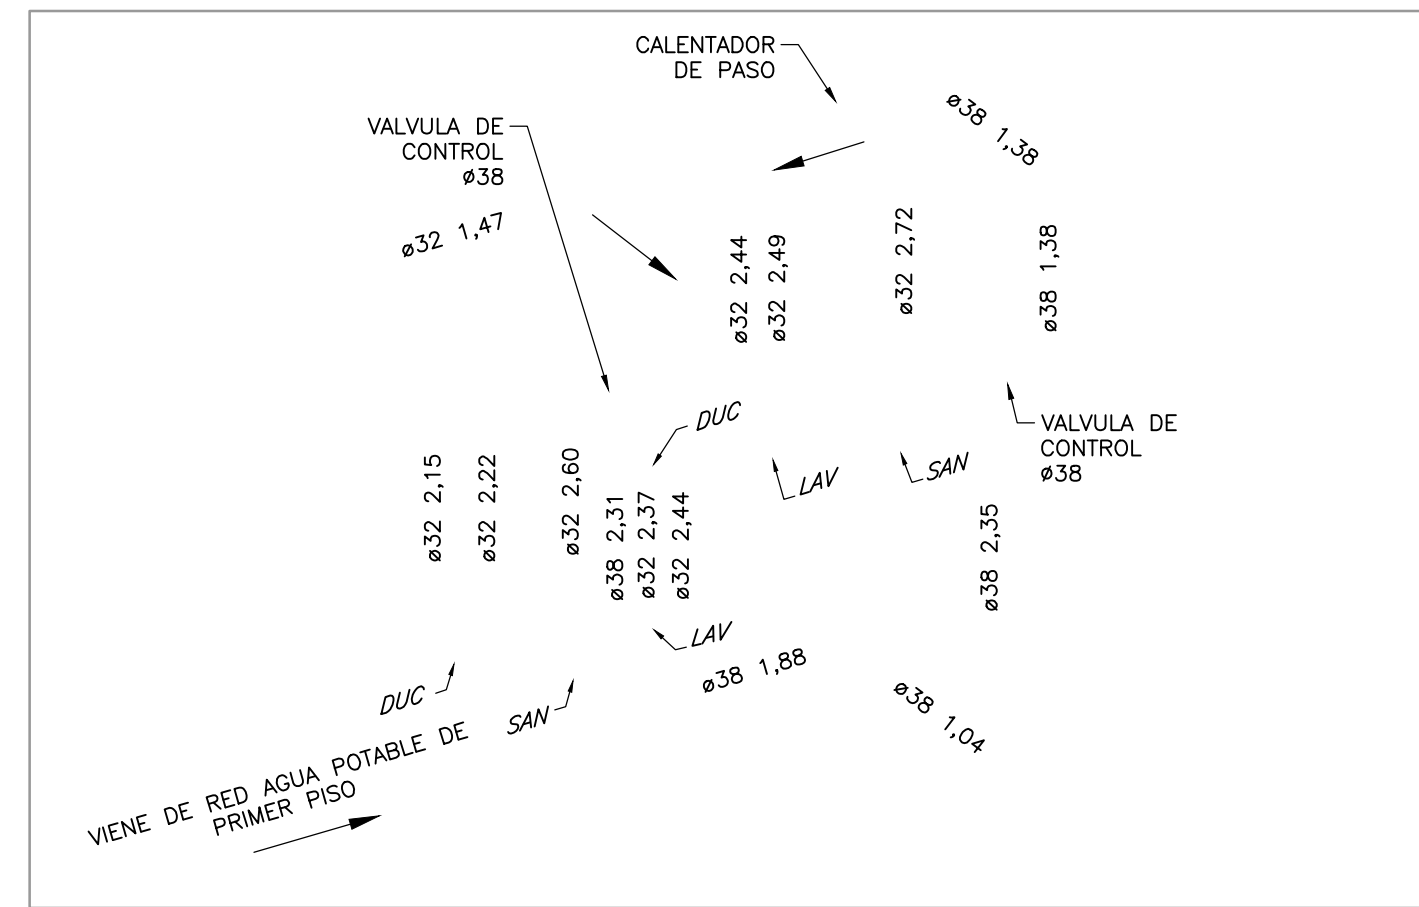 CALENTADOR
DE PASO
ø38 1,38
VALVULA DE
CONTROL
ø38
ø32 1,47
ø32 2,44
ø32 2,49
ø32 2,72
ø38 1,38
DUC
VALVULA DE
CONTROL
ø38
LAV
SAN
ø32 2,15
ø32 2,22
ø32 2,60
ø38 2,31
ø32 2,37
ø32 2,44
ø38 2,35
LAV
ø38 1,88
ø38 1,04
DUC
SAN
VIENE DE RED AGUA POTABLE DE
PRIMER PISO